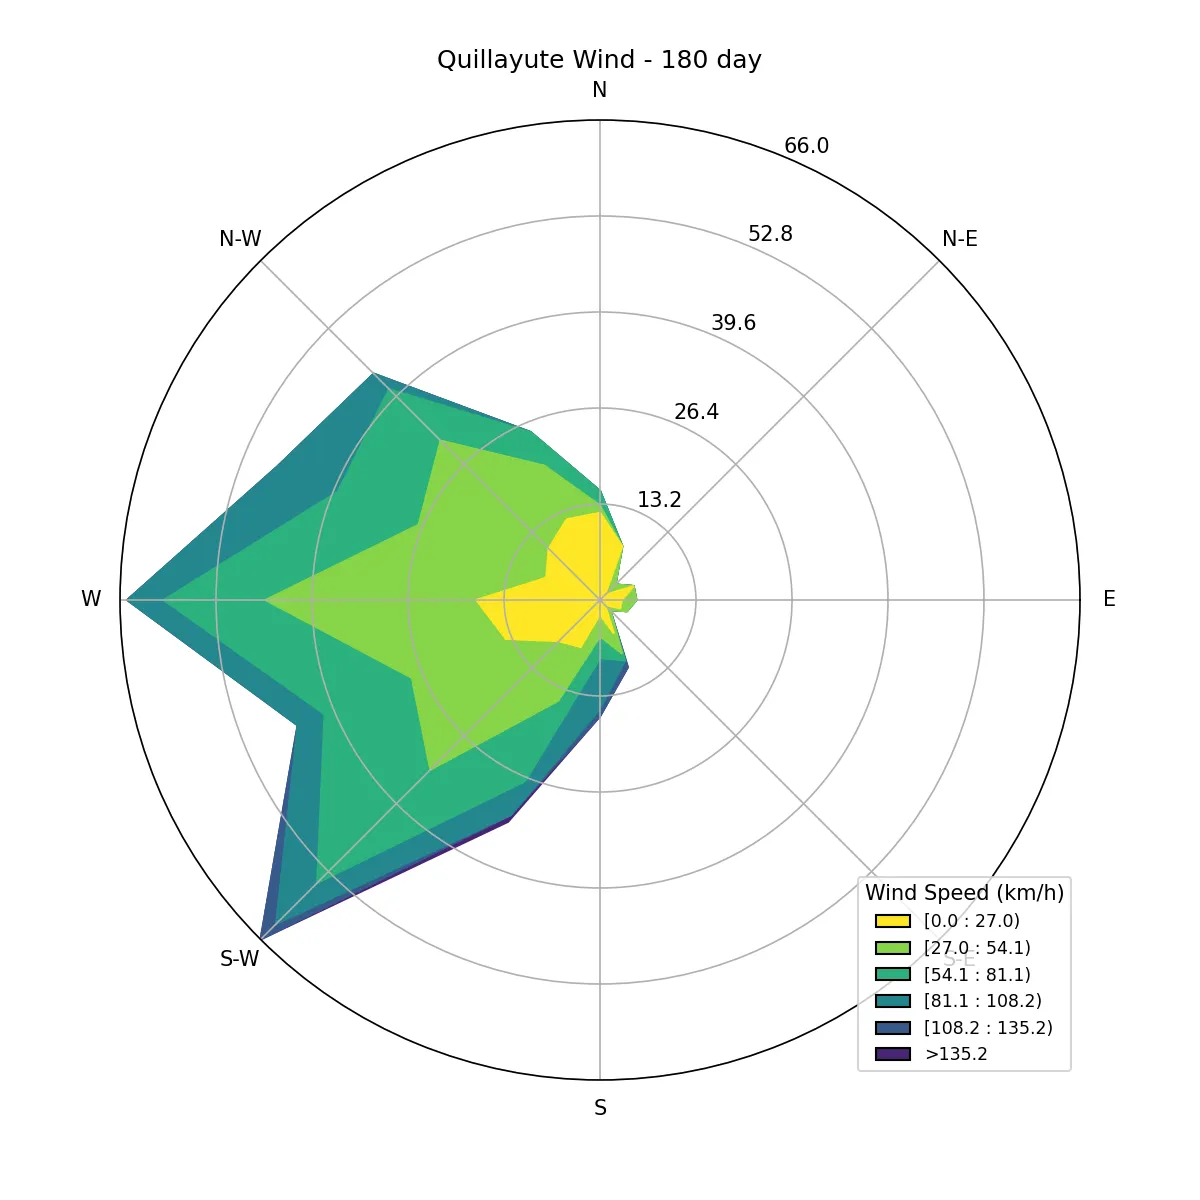 Quillayute Wind - 180 day
N
66.0
N-W
52.8
N-E
39.6
26.4
13.2
W
E
S-W
S-E
Wind Speed (km/h)
[0.0 : 27.0)
[27.0 : 54.1)
[54.1 : 81.1)
[81.1 : 108.2)
[108.2 : 135.2)
>135.2
S